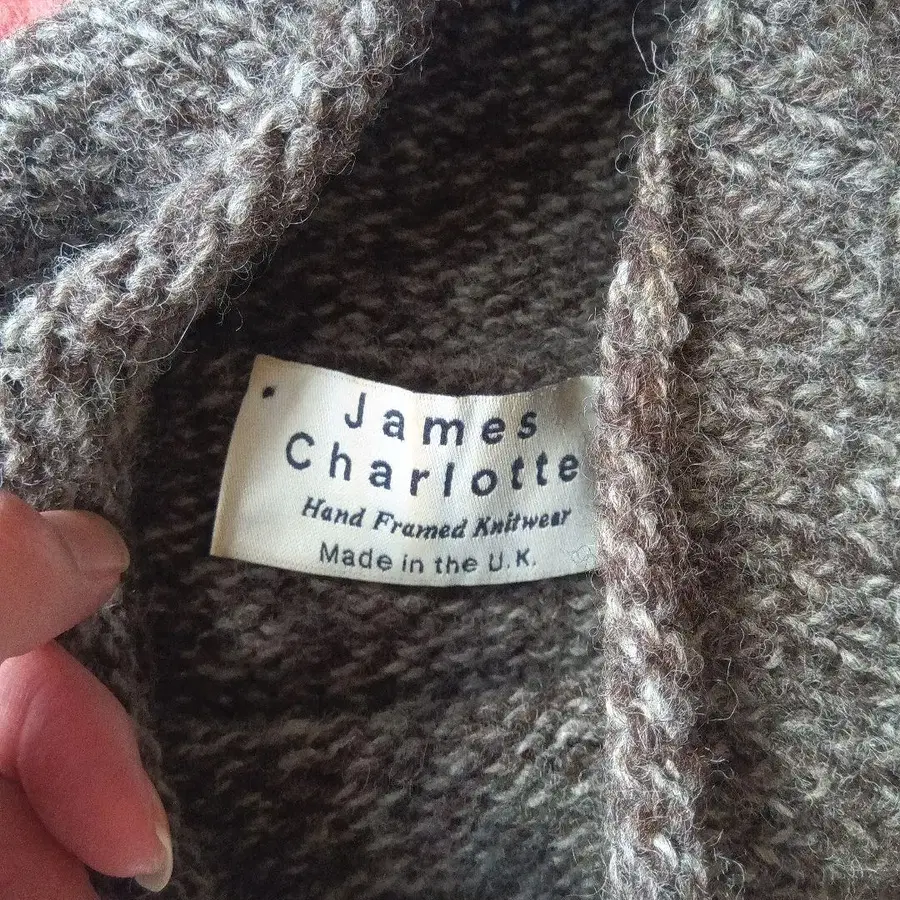 James
Charlotte
Hand Framed Knitwear
Made in the U.K.